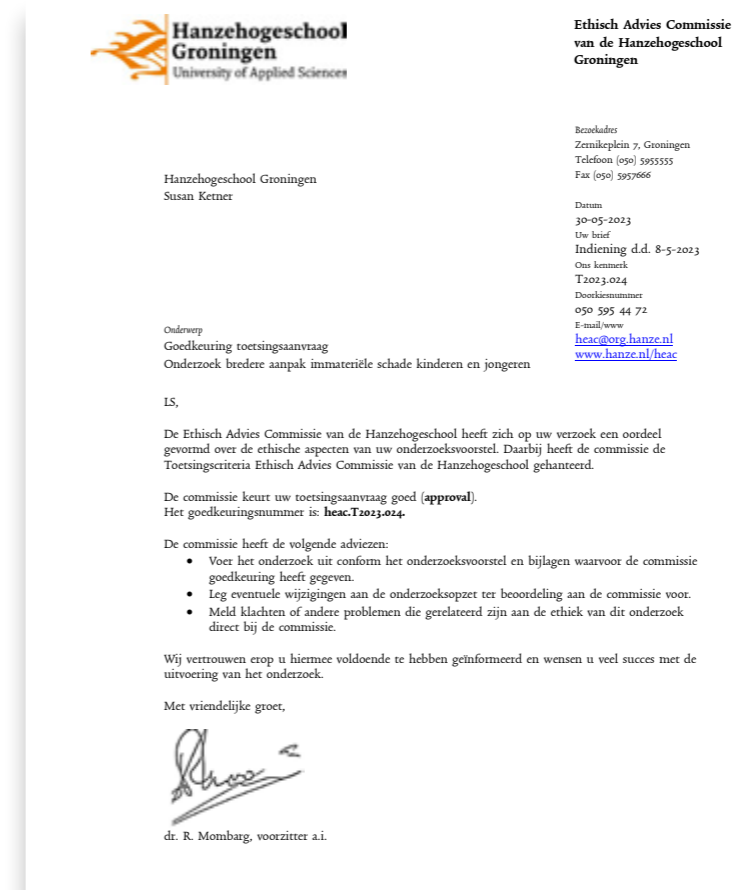 Hanzehogeschool
Groningen
University of Applied Sciences
Ethisch Advies Commissie
van de Hanzehogeschool
Groningen
Bezoekadres
Zernikeplein 7, Groningen
Telefoon (050) 5955555
Fax (050) 5957666
Hanzehogeschool Groningen
Susan Ketner
Datum
30-05-2023
Uw brief
Indiening d.d. 8-5-2023
Ons kenmerk
T2023.024
Doorkiesnummer
050 595 44 72
E-mail/www
heac@org.hanze.nl
www.hanze.nl/heac
Onderwerp
Goedkeuring toetsingsaanvraag
Onderzoek bredere aanpak immateriële schade kinderen en jongeren
LS,
De Ethisch Advies Commissie van de Hanzehogeschool heeft zich op uw verzoek een oordeel
gevormd over de ethische aspecten van uw onderzoeksvoorstel. Daarbij heeft de commissie de
Toetsingscriteria Ethisch Advies Commissie van de Hanzehogeschool gehanteerd.
De commissie keurt uw toetsingsaanvraag goed (approval).
Het goedkeuringsnummer is: heac.T2023.024.
De commissie heeft de volgende adviezen:
• Voer het onderzoek uit conform het onderzoeksvoorstel en bijlagen waarvoor de commissie
goedkeuring heeft gegeven.
• Leg eventuele wijzigingen aan de onderzoeksopzet ter beoordeling aan de commissie voor.
• Meld klachten of andere problemen die gerelateerd zijn aan de ethiek van dit onderzoek
direct bij de commissie.
Wij vertrouwen erop u hiermee voldoende te hebben geïnformeerd en wensen u veel succes met de
uitvoering van het onderzoek.
Met vriendelijke groet,
dr. R. Mombarg, voorzitter a.i.